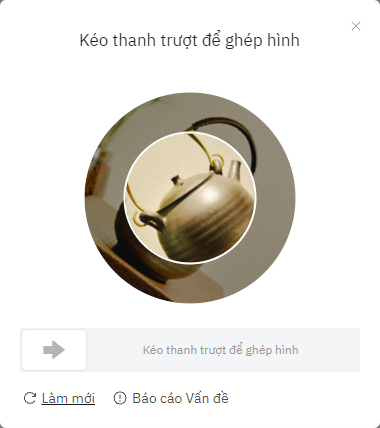 Kéo thanh trượt để ghép hình
Kéo thanh trượt để ghép hình
Làm mới
Báo cáo Vấn đề